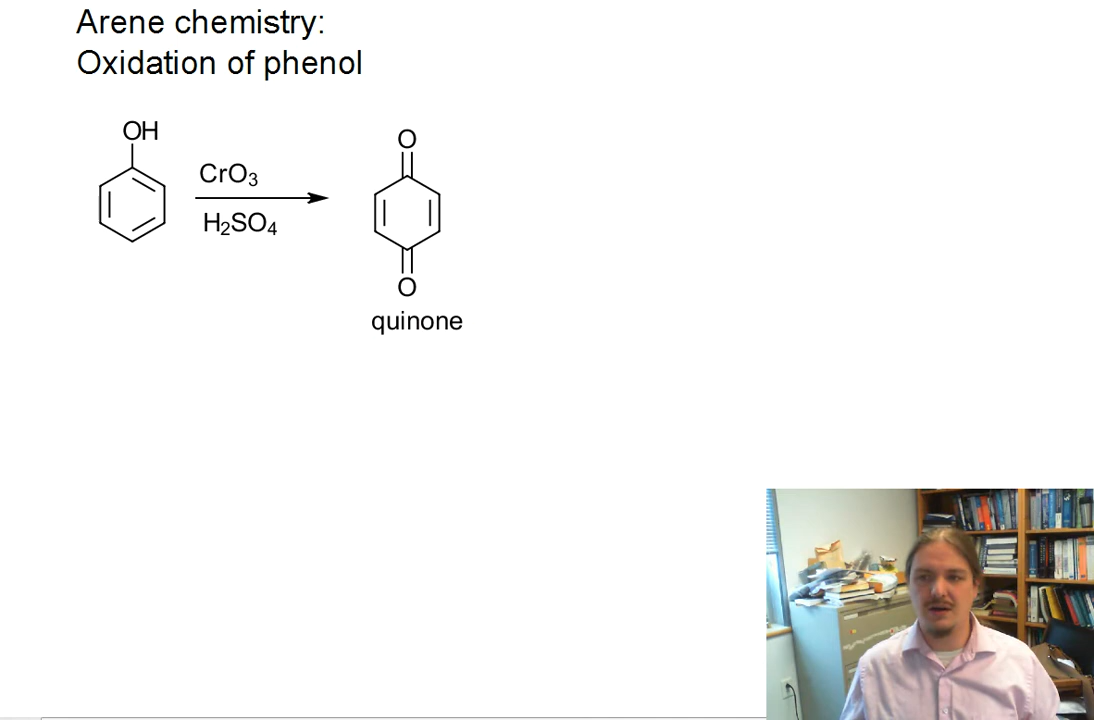 Arene chemistry:
Oxidation of phenol
OH
CrO3
H2SO4
O
O
quinone